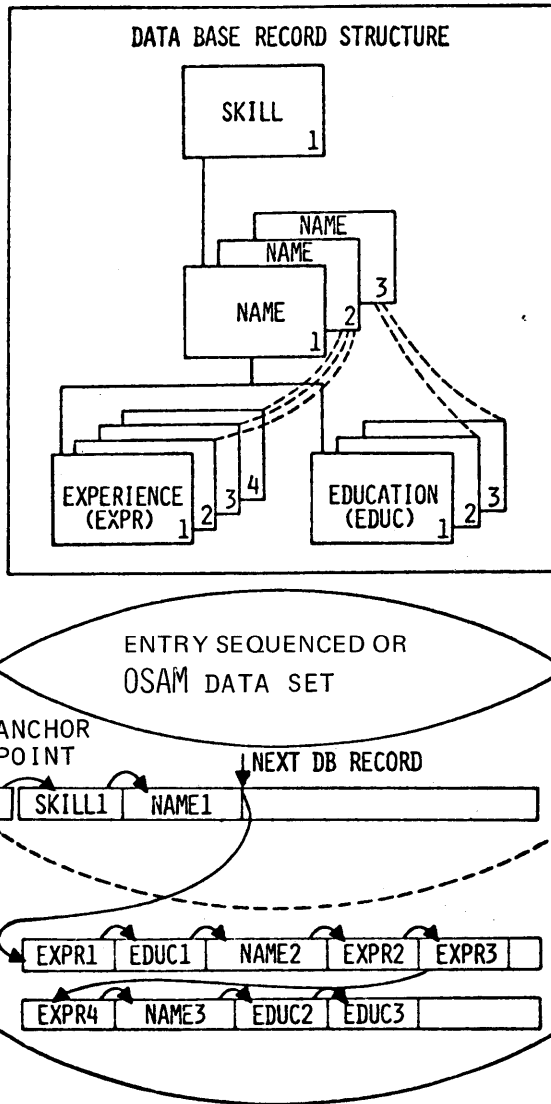 DATA BASE RECORD STRUCTURE
SKILL
1
NAME
NAME
3
NAME
2
1
EXPERIENCE
(EXPR)
1
2
3
4
EDUCATION
(EDUC)
1
2
3
ENTRY SEQUENCED OR
OSAM DATA SET
ANCHOR
POINT
NEXT DB RECORD
SKILL1 NAME1
EXPR1 EDUC1 NAME2 EXPR2 EXPR3
EXPR4 NAME3 EDUC2 EDUC3